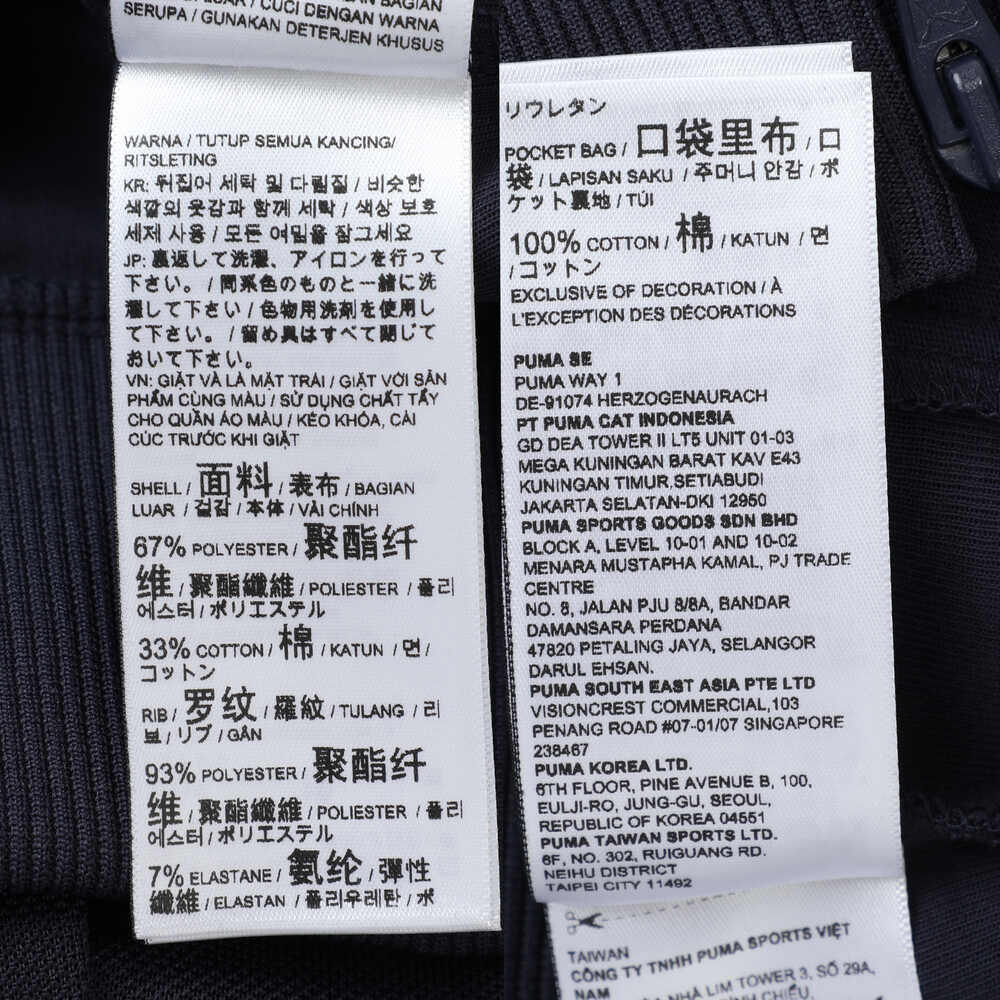 SERUPA / GUNAKAN DETERJEN KHUSUS
WARNA / TUTUP SEMUA KANCING/
RITSLETING
KR: 뒤집어 세탁 및 다림질 / 비슷한
색깔의 옷감과 함께 세탁 / 색상 보호
세제 사용 / 모든 여밈을 잠그세요
JP: 裏返して洗濯、アイロンを行って
下さい。/ 同系色のものと一緒に洗
濯して下さい / 色物用洗剤を使用し
て下さい。/ 留め具はすべて閉じて
おいて下さい。
VN: GIẶT VÀ LÀ MẶT TRÁI / GIẶT VỚI SẢN
PHẨM CÙNG MÀU / SỬ DỤNG CHẤT TẨY
CHO QUẦN ÁO MÀU / KÉO KHÓA, CÀI
CÚC TRƯỚC KHI GIẶT
SHELL / 面料 / 表布 / BAGIAN
LUAR / 겉감 / 本体 / VẢI CHÍNH
67% POLYESTER / 聚酯纤
维 / 聚酯纖維 / POLIESTER / 폴리
에스터 / ポリエステル
33% COTTON / 棉 / KATUN / 면 /
コットン
RIB / 罗纹 / 羅紋 / TULANG / 리
브 / リブ / GÂN
93% POLYESTER / 聚酯纤
维 / 聚酯纖維 / POLIESTER / 폴리
에스터 / ポリエステル
7% ELASTANE / 氨纶 / 彈性
纖維 / ELASTAN / 폴리우레탄 / ポ
リウレタン
POCKET BAG / 口袋里布 / 口
袋 / LAPISAN SAKU / 주머니 안감 / ポ
ケット裏地 / TÚI
100% COTTON / 棉 / KATUN / 면
/ コットン
EXCLUSIVE OF DECORATION / À
L'EXCEPTION DES DÉCORATIONS
PUMA SE
PUMA WAY 1
DE-91074 HERZOGENAURACH
PT PUMA CAT INDONESIA
GD DEA TOWER II LT5 UNIT 01-03
MEGA KUNINGAN BARAT KAV E43
KUNINGAN TIMUR,SETIABUDI
JAKARTA SELATAN-DKI 12950
PUMA SPORTS GOODS SDN BHD
BLOCK A, LEVEL 10-01 AND 10-02
MENARA MUSTAPHA KAMAL, PJ TRADE
CENTRE
NO. 8, JALAN PJU 8/8A, BANDAR
DAMANSARA PERDANA
47820 PETALING JAYA, SELANGOR
DARUL EHSAN.
PUMA SOUTH EAST ASIA PTE LTD
VISIONCREST COMMERCIAL,103
PENANG ROAD #07-01/07 SINGAPORE
238467
PUMA KOREA LTD.
6TH FLOOR, PINE AVENUE B, 100,
EULJI-RO, JUNG-GU, SEOUL,
REPUBLIC OF KOREA 04551
PUMA TAIWAN SPORTS LTD.
6F, NO. 302, RUIGUANG RD.
NEIHU DISTRICT
TAIPEI CITY 11492
TAIWAN
CÔNG TY TNHH PUMA SPORTS VIỆT
NAM
NHÀ LIM TOWER 3, SỐ 29A,